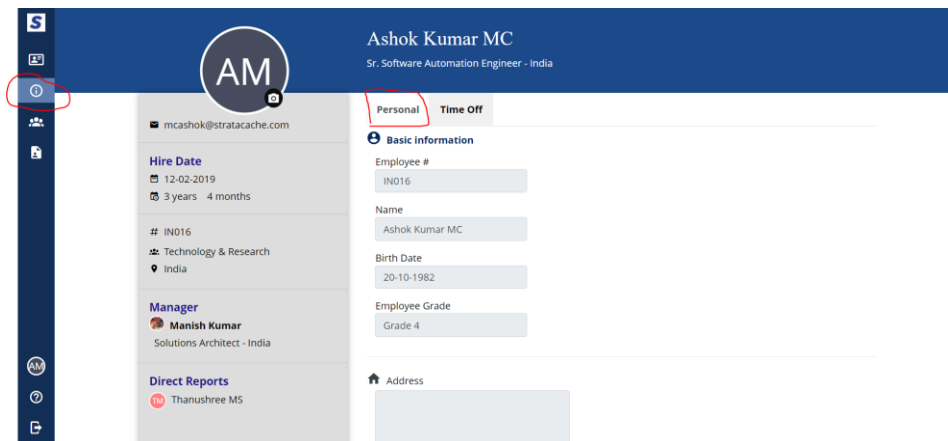 S
Ashok Kumar MC
Sr. Software Automation Engineer - India
AM
mcashok@stratacache.com
Hire Date
12-02-2019
3 years 4 months
# IN016
Technology & Research
India
Manager
Manish Kumar
Solutions Architect - India
Direct Reports
TM Thanushree MS
Personal Time Off
Basic information
Employee #
IN016
Name
Ashok Kumar MC
Birth Date
20-10-1982
Employee Grade
Grade 4
Address
AM